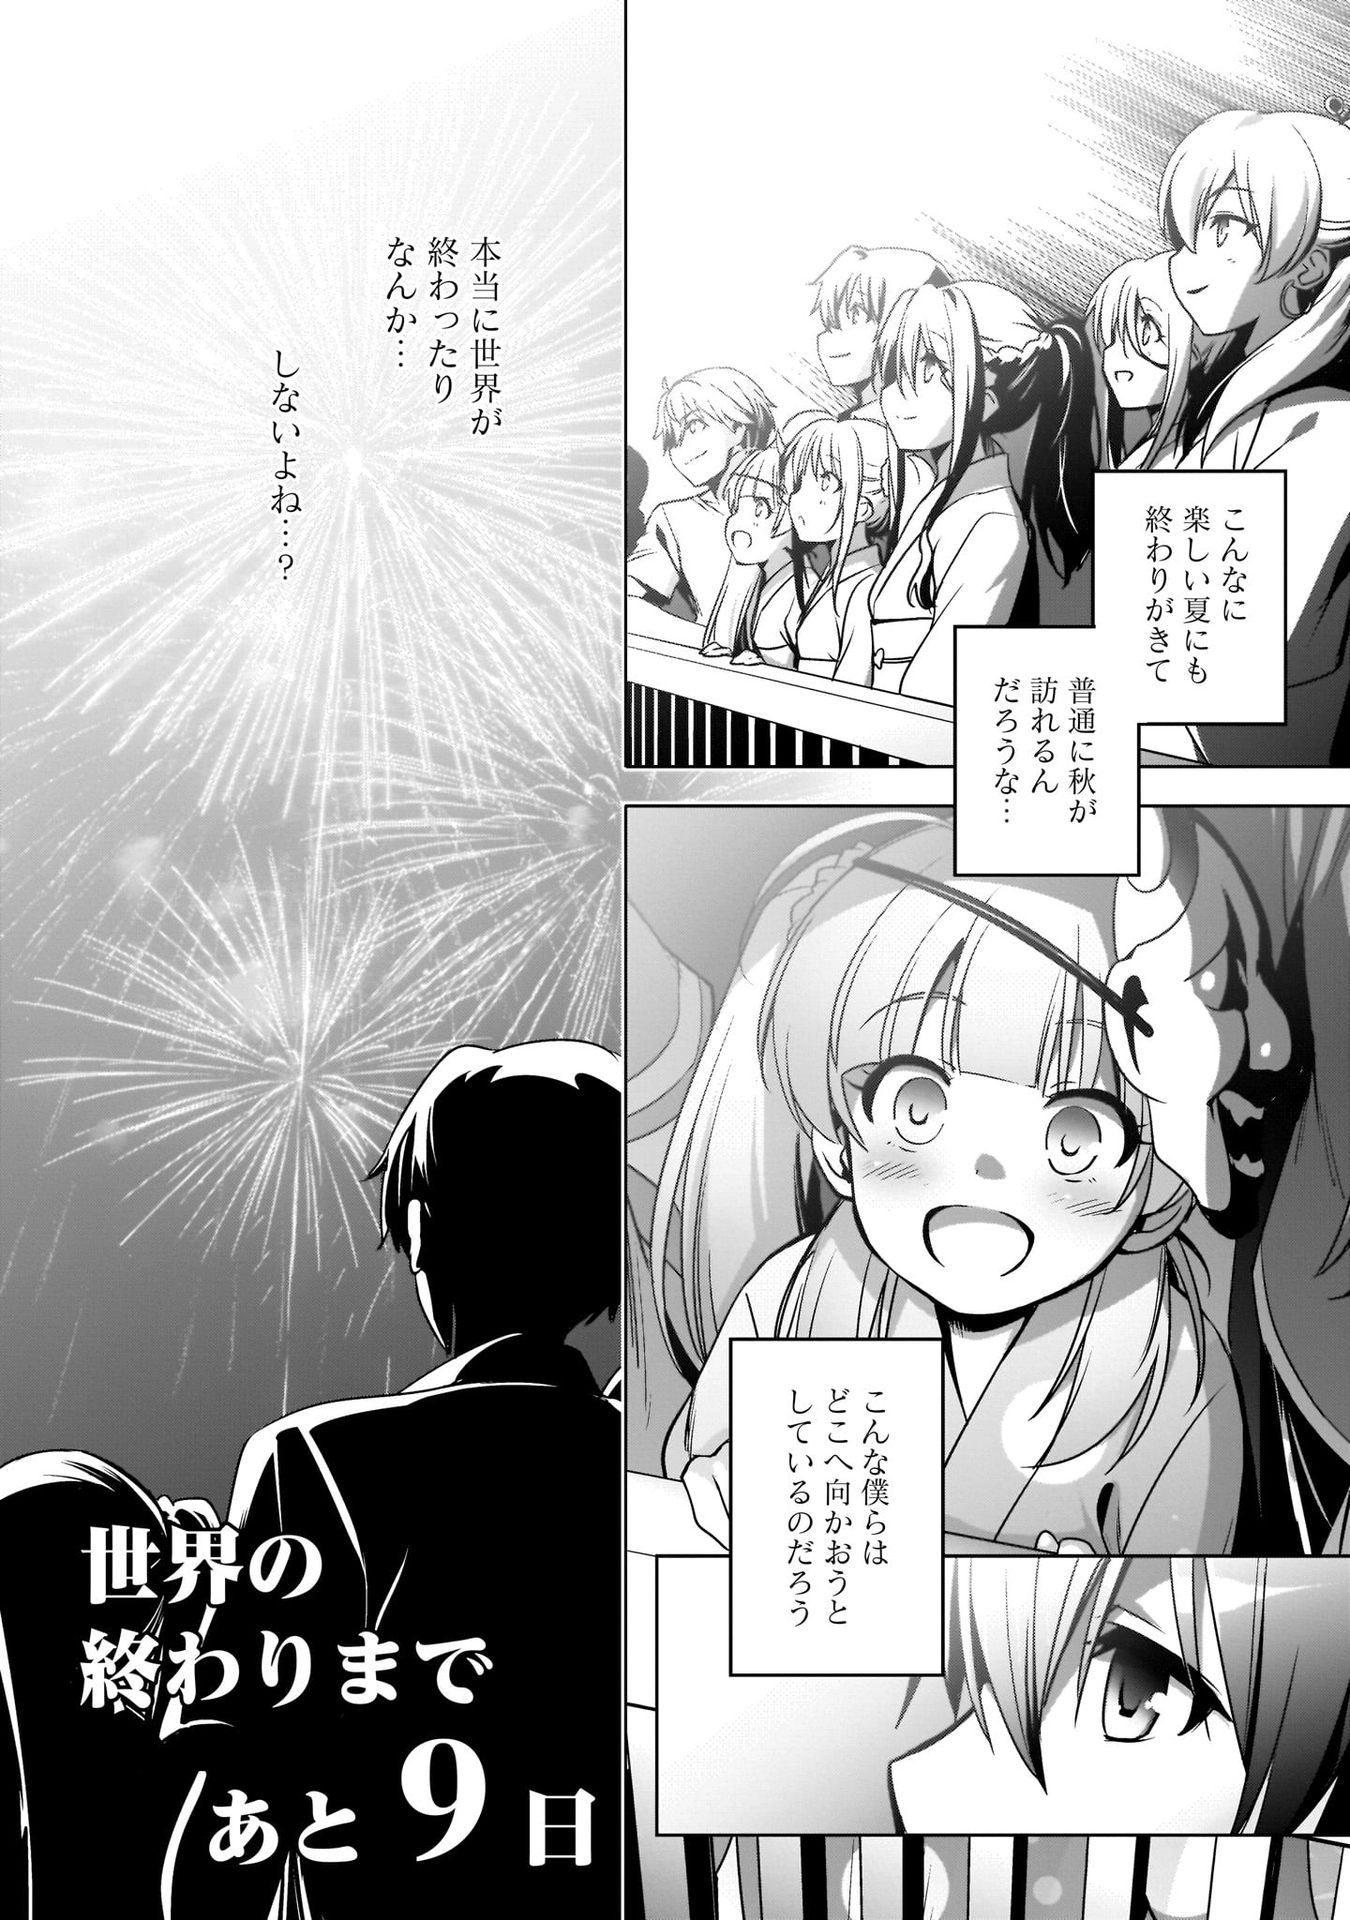 こんなに
楽しい夏にも
終わりがきて
普通に秋が
訪れるん
だろうな…
こんな僕らは
どこへ向かおうと
しているのだろう
本当に世界が
終わったり
なんか…
しないよね…?
世界の
終わりまで
あと9日